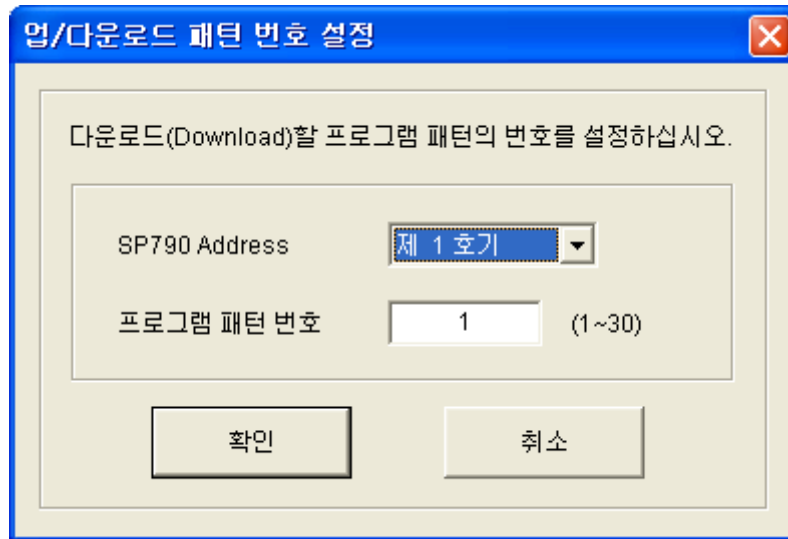 업/다운로드 패턴 번호 설정
다운로드(Download)할 프로그램 패턴의 번호를 설정하십시오.
SP790 Address 제 1 호기
프로그램 패턴 번호 1 (1~30)
확인 취소